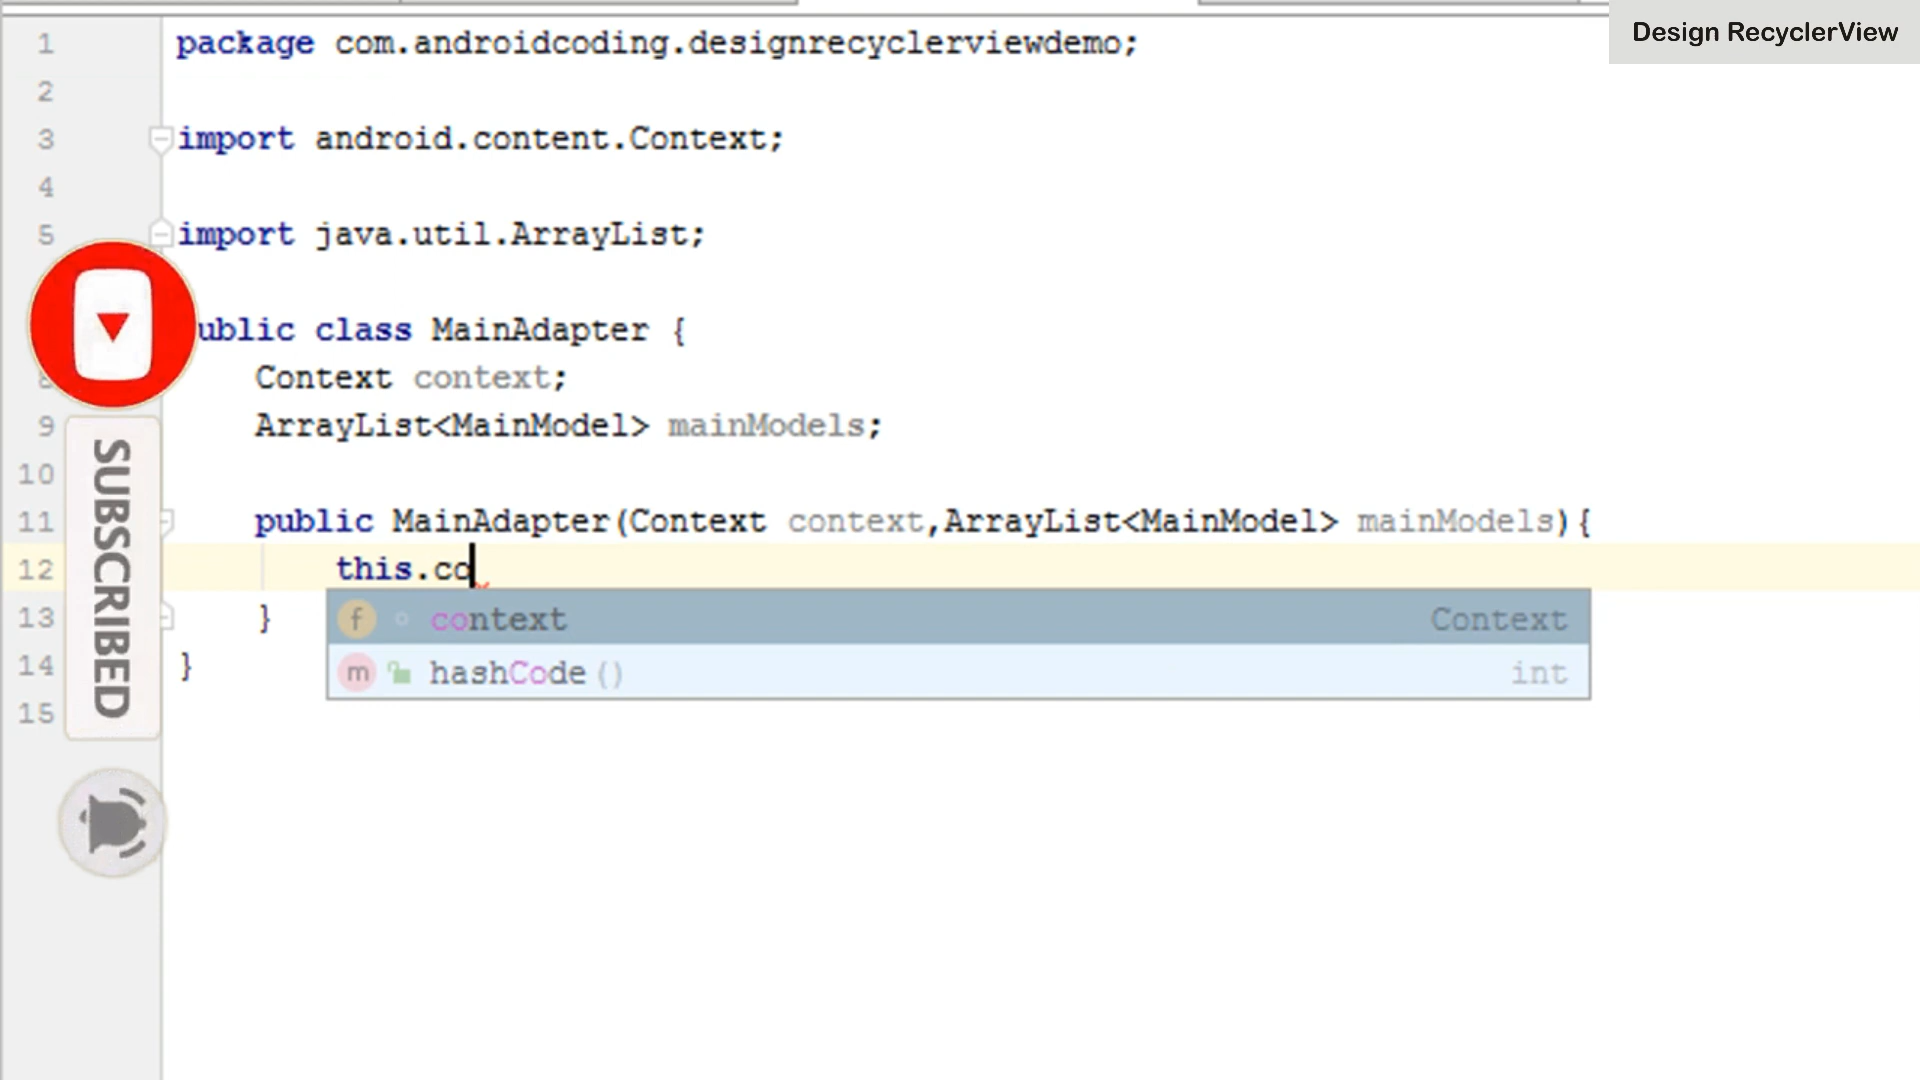 Design RecyclerView
1 package com.androidcoding.designrecyclerviewdemo;
2
3 import android.content.Context;
4
5 import java.util.ArrayList;
ublic class MainAdapter {
8 Context context;
9 ArrayList<MainModel> mainModels;
10
11 public MainAdapter(Context context,ArrayList<MainModel> mainModels){
12 this.co
f context Context
m hashCode() int
13 }
14 }
15
SUBSCRIBED